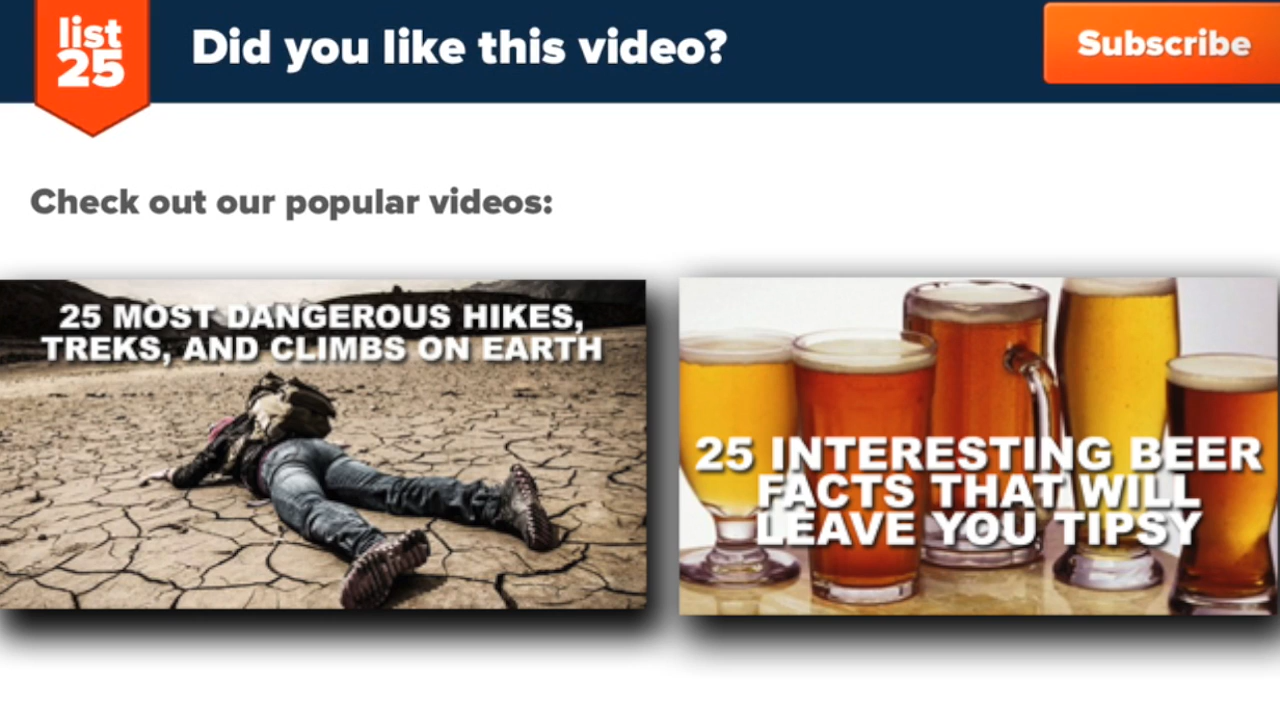 list
25
Did you like this video?
Subscribe
Check out our popular videos:
25 MOST DANGEROUS HIKES,
TREKS, AND CLIMBS ON EARTH
25 INTERESTING BEER
FACTS THAT WILL
LEAVE YOU TIPSY